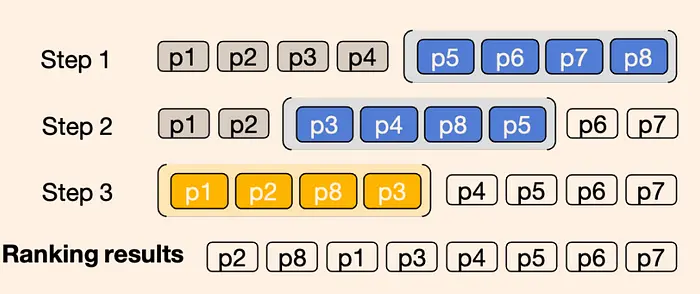 Step 1 p1 p2 p3 p4 p5 p6 p7 p8
Step 2 p1 p2 p3 p4 p8 p5 p6 p7
Step 3 p1 p2 p8 p3 p4 p5 p6 p7
Ranking results p2 p8 p1 p3 p4 p5 p6 p7